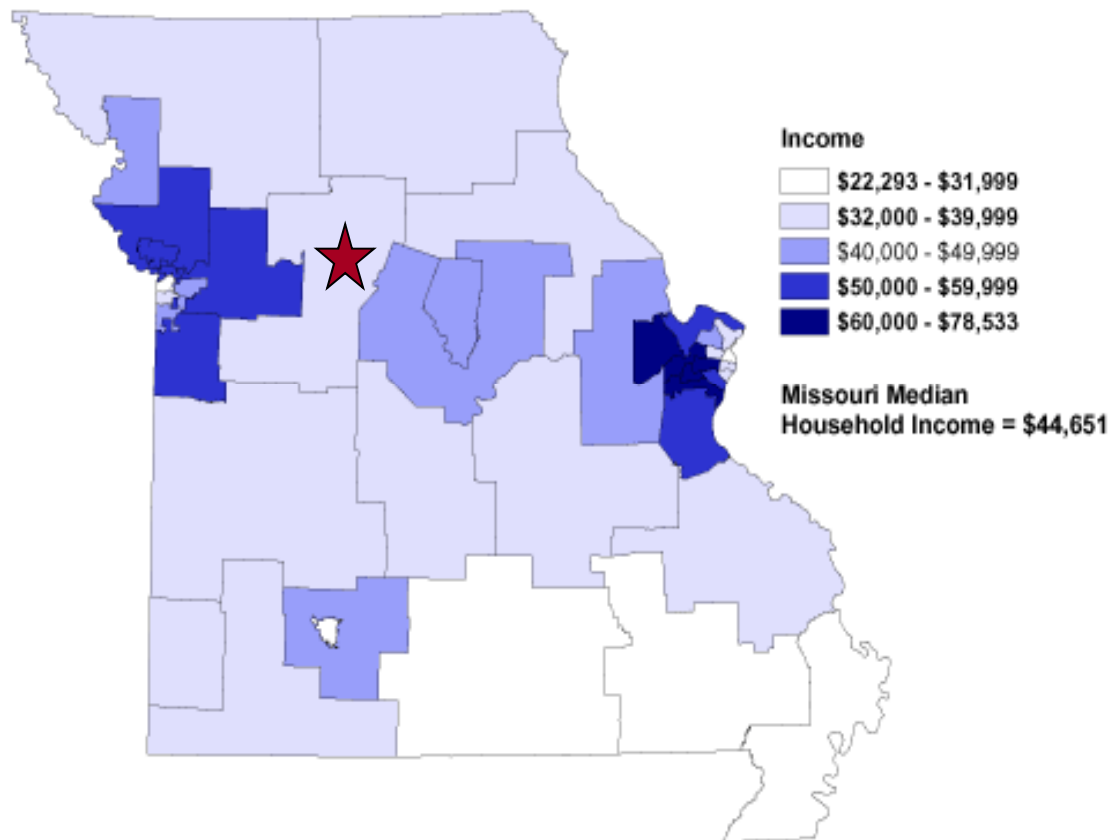 Income
$22,293 - $31,999
$32,000 - $39,999
$40,000 - $49,999
$50,000 - $59,999
$60,000 - $78,533
Missouri Median
Household Income = $44,651